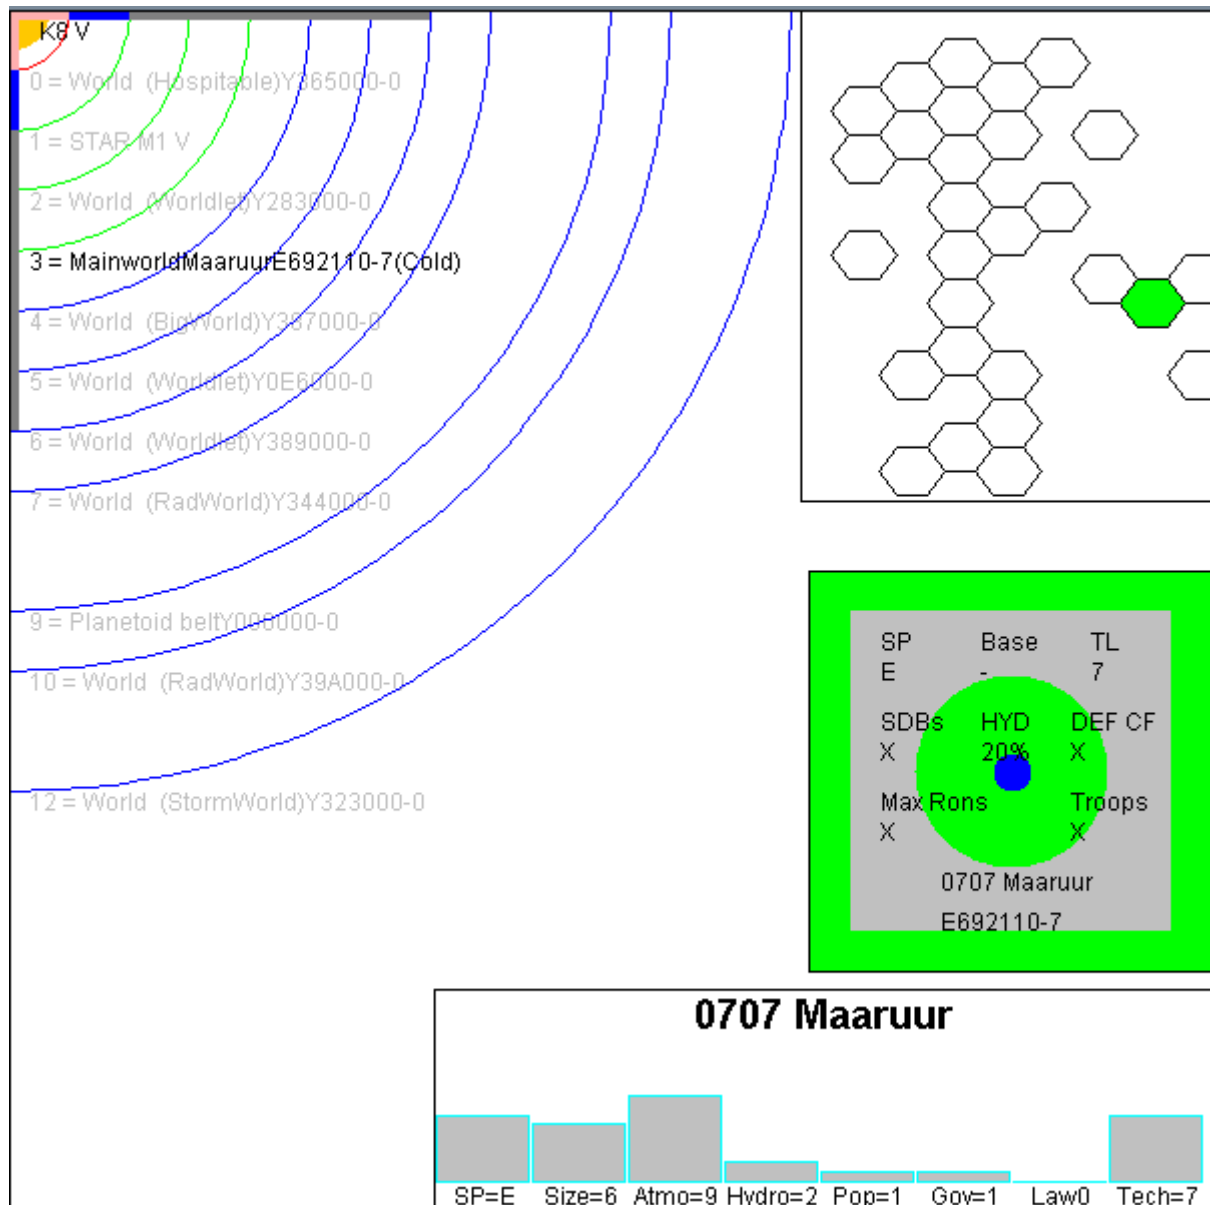 K8 V
0 = World (Hospitable)Y365000-0
1 = STAR M1 V
2 = World (Worldlet)Y283000-0
3 = MainworldMaaruurE692110-7(Cold)
4 = World (BigWorld)Y387000-0
5 = World (Worldlet)Y0E6000-0
6 = World (Worldlet)Y389000-0
7 = World (RadWorld)Y344000-0
9 = Planetoid beltY000000-0
10 = World (RadWorld)Y39A000-0
12 = World (StormWorld)Y323000-0
SP Base TL
E - 7
SDBs HYD DEF CF
X 20% X
Max Rons Troops
X X
0707 Maaruur
E692110-7
0707 Maaruur
SP=E Size=6 Atmo=9 Hydro=2 Pop=1 Gov=1 Law0 Tech=7